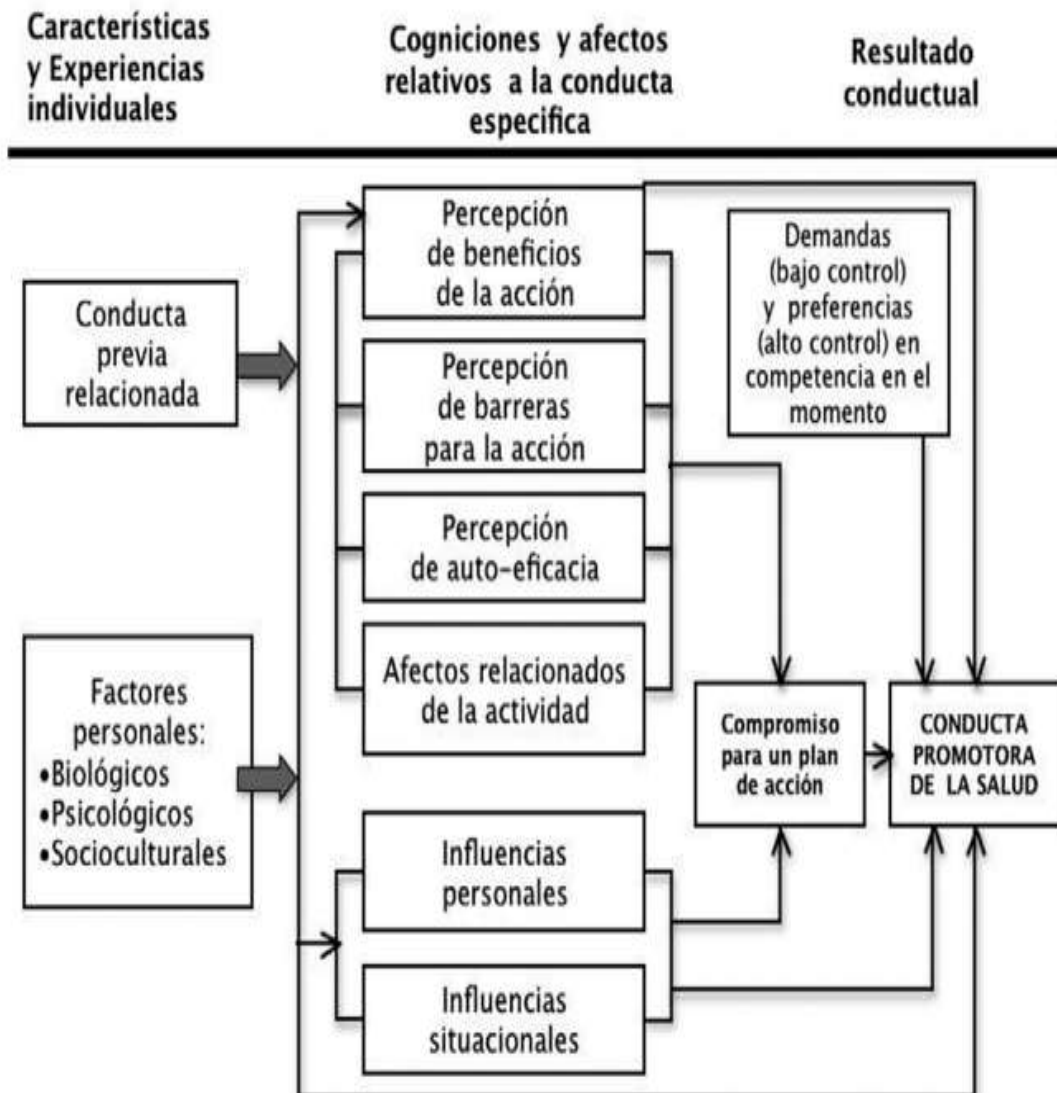 Características
y Experiencias
individuales
Cogniciones y afectos
relativos a la conducta
especifica
Resultado
conductual
Conducta
previa
relacionada
Factores
personales:
•Biológicos
•Psicológicos
•Socioculturales
Percepción
de beneficios
de la acción
Percepción
de barreras
para la acción
Percepción
de auto-eficacia
Afectos relacionados
de la actividad
Influencias
personales
Influencias
situacionales
Demandas
(bajo control)
y preferencias
(alto control) en
competencia en el
momento
Compromiso
para un plan
de acción
CONDUCTA
PROMOTORA
DE LA SALUD